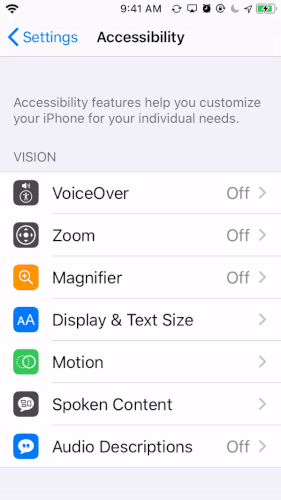 9:41 AM
Settings
Accessibility
Accessibility features help you customize
your iPhone for your individual needs.
VISION
VoiceOver Off
Zoom Off
Magnifier Off
AA Display & Text Size
Motion
Spoken Content
Audio Descriptions Off